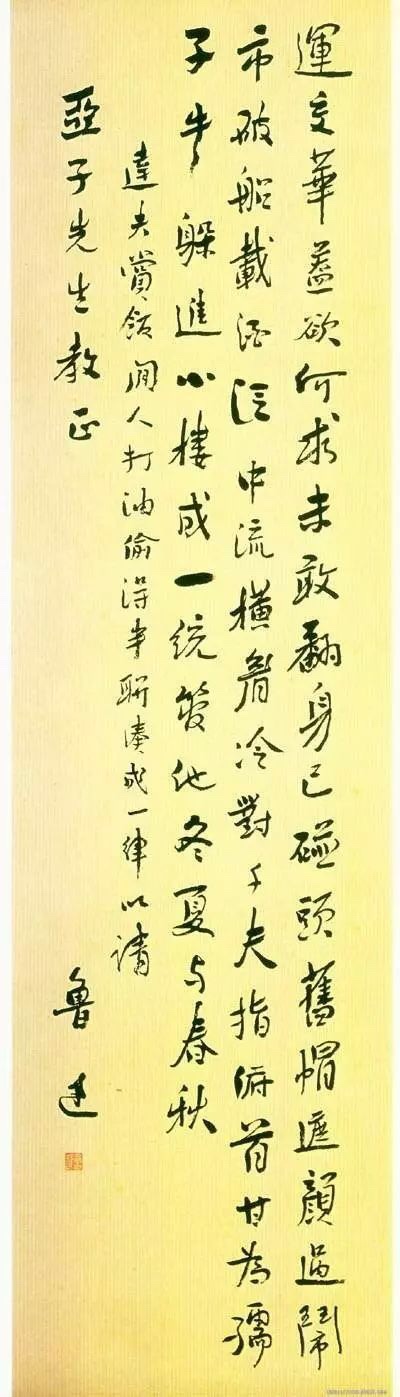 運交華蓋欲何求未敢翻身已碰頭舊帽遮顏過鬧
市破船載酒泛中流橫眉冷對千夫指俯首甘為孺
子牛躲進小樓成一統管他冬夏与春秋
達夫賞飯閒人打油偷得半聯湊成一律以請
亞子先生教正
魯迅